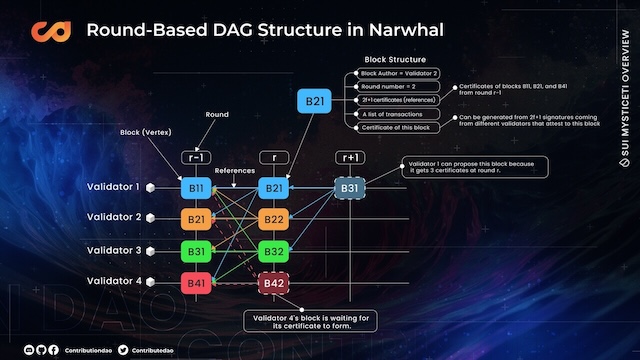 Round-Based DAG Structure in Narwhal
SUI MYSTICETI OVERVIEW
Block Structure
Block Author = Validator 2
Round number = 2
2f+1 certificates (references)
A list of transactions
Certificate of this block
Certificates of blocks B11, B21, and B41
from round r-1
Can be generated from 2f+1 signatures coming
from different validators that attest to this block
B21
Round
Block (Vertex)
r-1
r
r+1
References
Validator 1 can propose this block because
it gets 3 certificates at round r.
Validator 1
B11
B21
B31
Validator 2
B21
B22
Validator 3
B31
B32
Validator 4
B41
B42
Validator 4's block is waiting for
its certificate to form.
Contributiondao
Contributedao